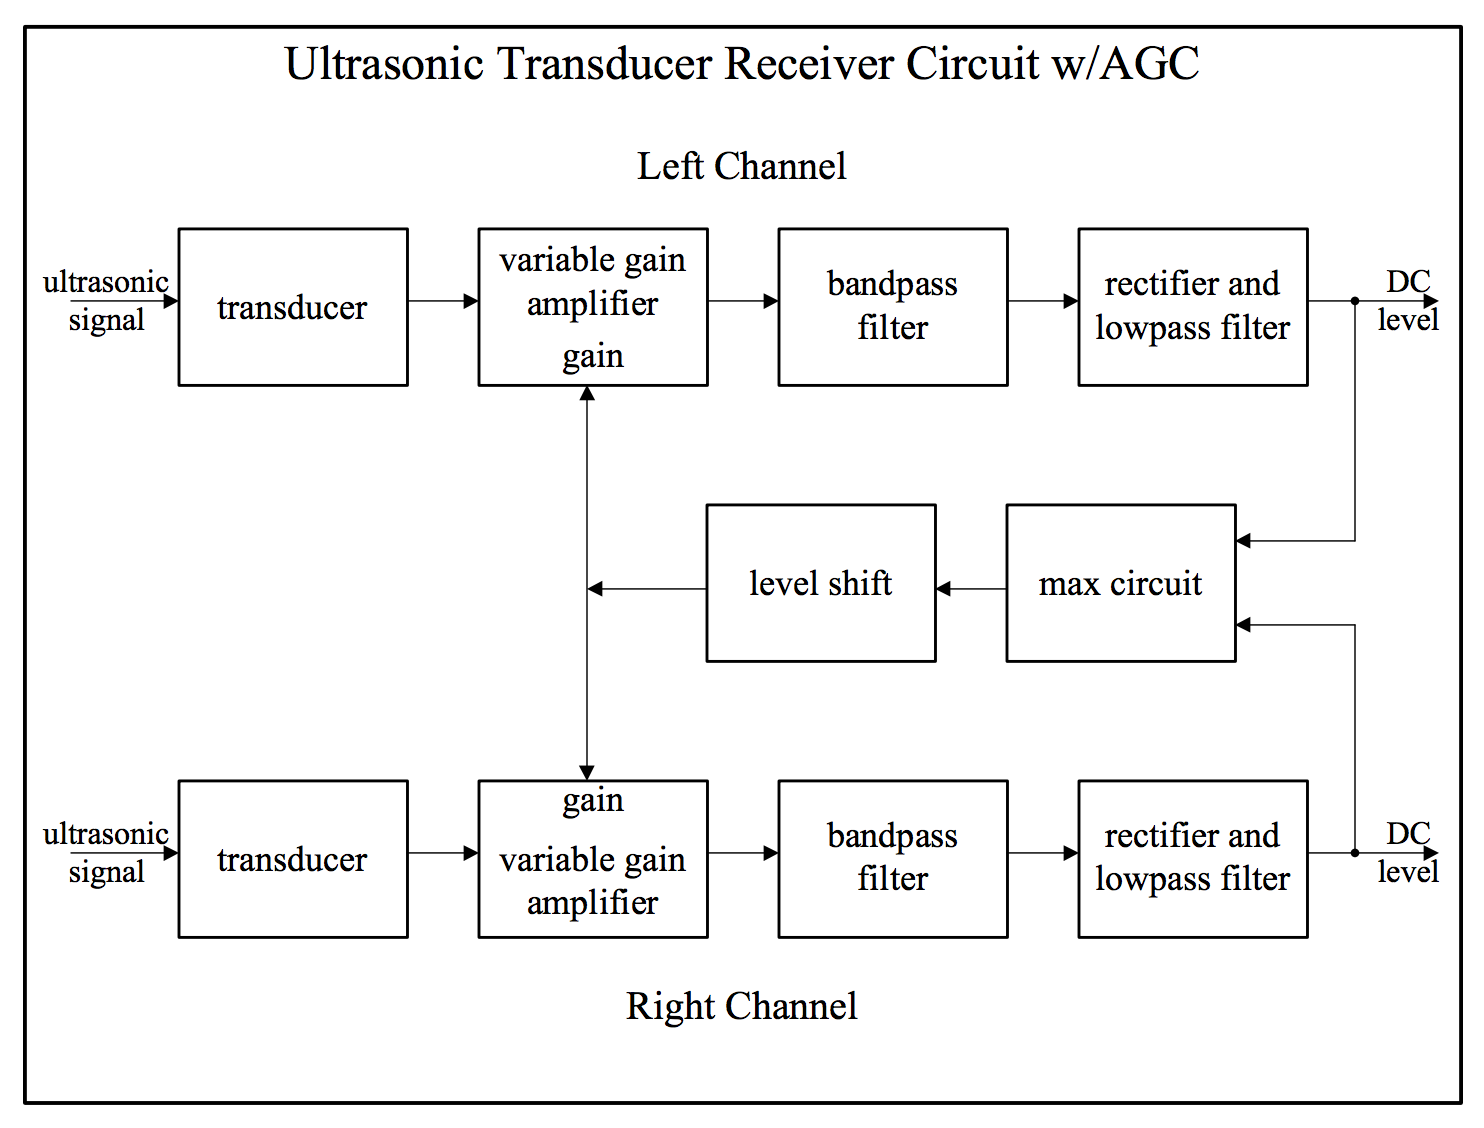 Ultrasonic Transducer Receiver Circuit w/AGC
Left Channel
ultrasonic
signal
transducer
variable gain
amplifier
gain
bandpass
filter
rectifier and
lowpass filter
DC
level
level shift
max circuit
ultrasonic
signal
transducer
gain
variable gain
amplifier
bandpass
filter
rectifier and
lowpass filter
DC
level
Right Channel